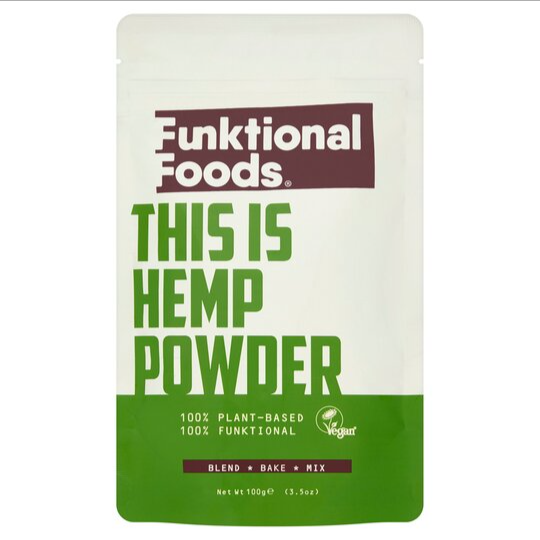 Funktional
Foods®
THIS IS
HEMP
POWDER
100% PLANT-BASED
100% FUNKTIONAL
Vegan
BLEND ★ BAKE ★ MIX
Net Wt 100g℮ (3.5oz)